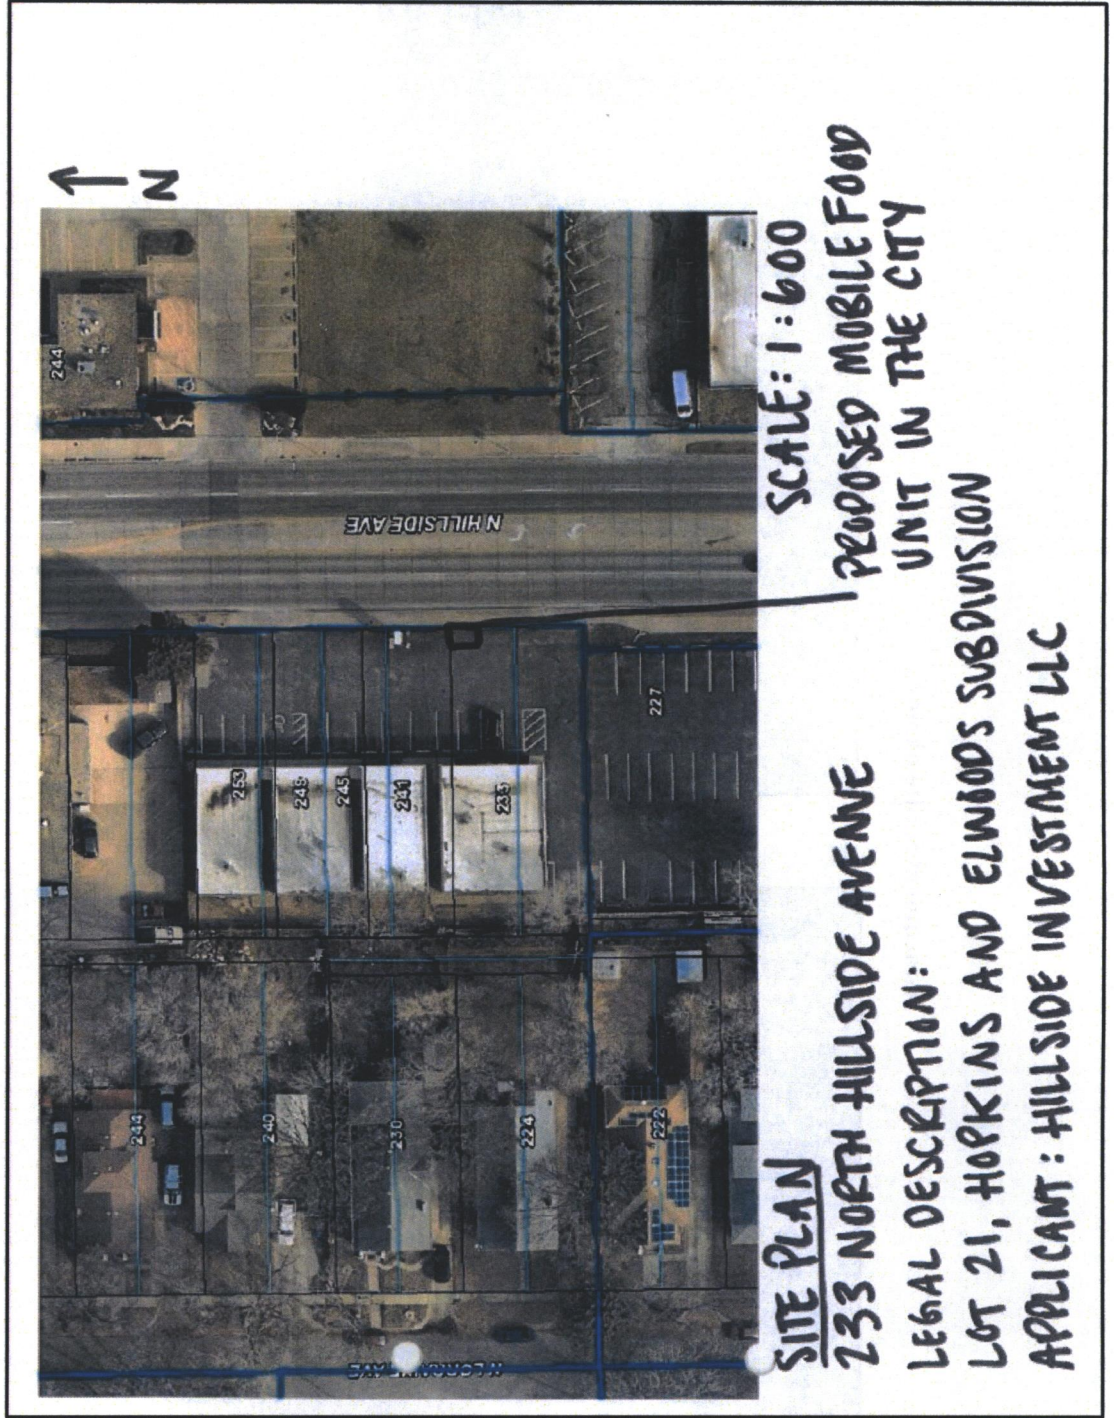 N
244
N HILLSIDE AVE
253
249
245
241
227
244
240
230
224
222
SCALE: 1:600
PROPOSED MOBILE FOOD
UNIT IN THE CITY
SITE PLAN
233 NORTH HILLSIDE AVENUE
LEGAL DESCRIPTION:
LOT 21, HOPKINS AND ELWOODS SUBDIVISION
APPLICANT: HILLSIDE INVESTMENT LLC